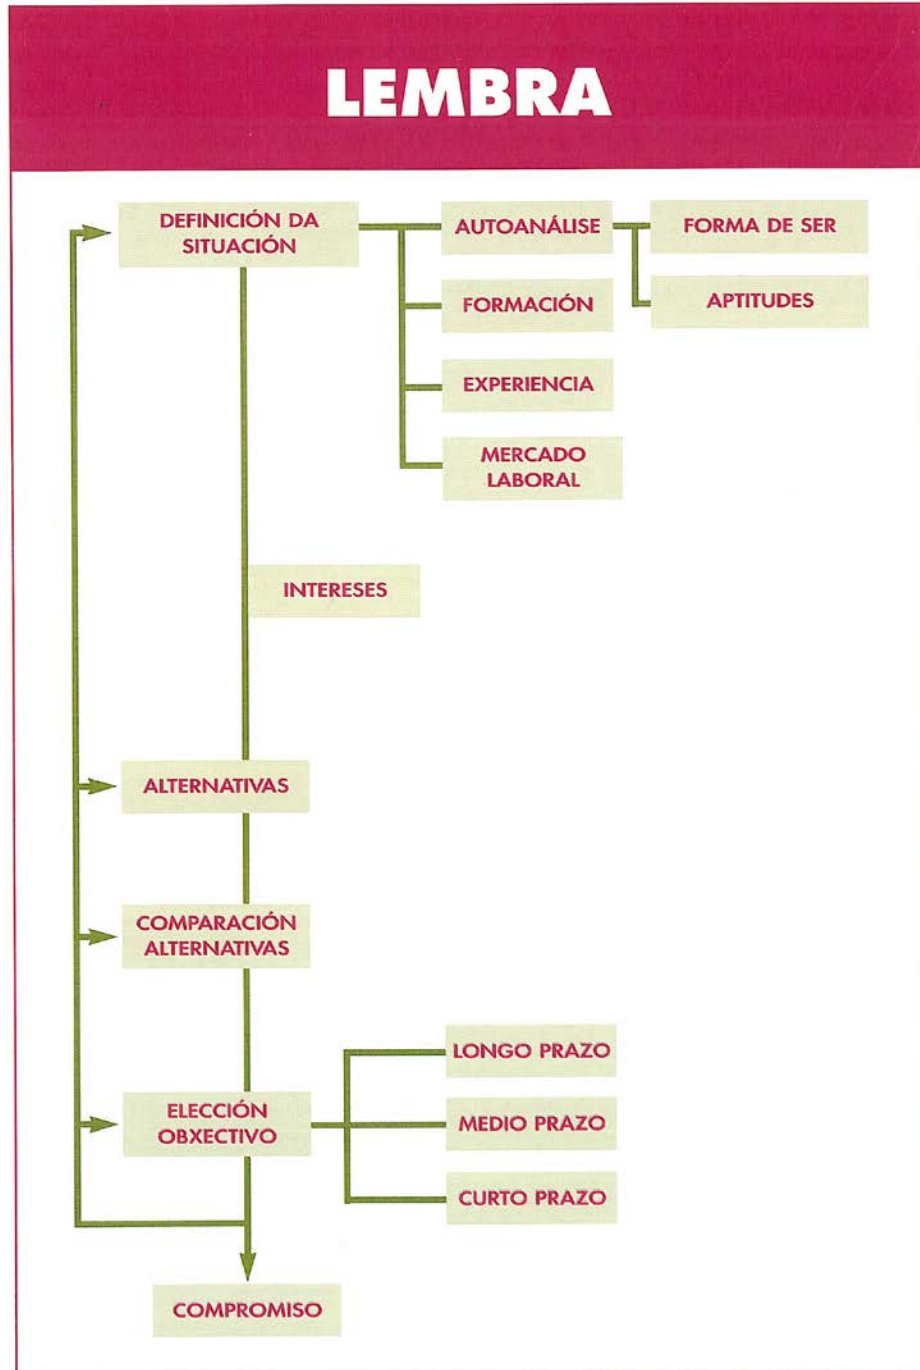 LEMBRA
DEFINICIÓN DA
SITUACIÓN
AUTOANÁLISE
FORMA DE SER
APTITUDES
FORMACIÓN
EXPERIENCIA
MERCADO
LABORAL
INTERESES
ALTERNATIVAS
COMPARACIÓN
ALTERNATIVAS
ELECCIÓN
OBXECTIVO
LONGO PRAZO
MEDIO PRAZO
CURTO PRAZO
COMPROMISO